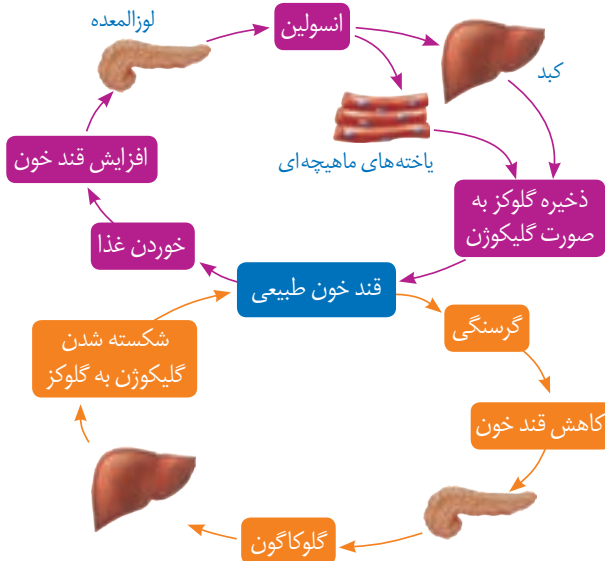 لوزالمعده
انسولین
کبد
یاخته‌های ماهیچه‌ای
افزایش قند خون
ذخیره گلوکز به
صورت گلیکوژن
خوردن غذا
قند خون طبیعی
گرسنگی
شکسته شدن
گلیکوژن به گلوکز
کاهش قند خون
گلوکاگون